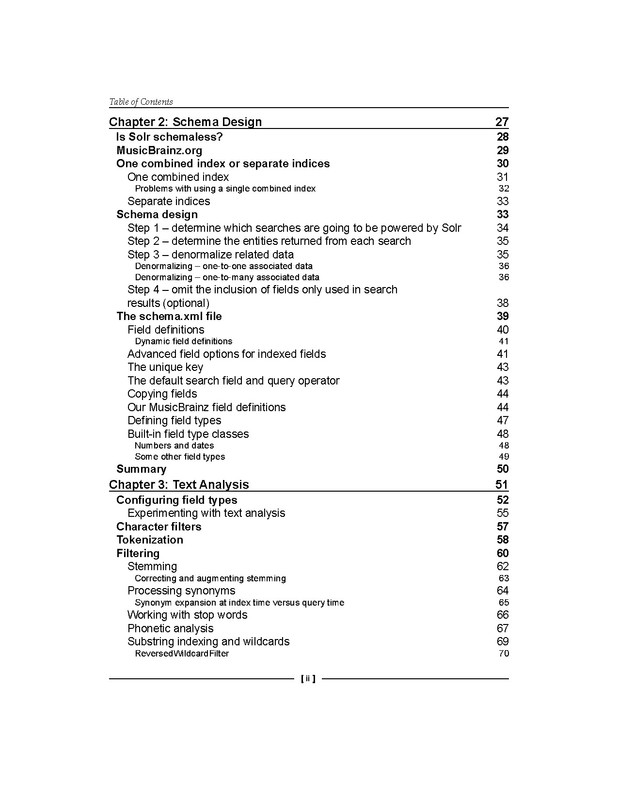 Table of Contents
Chapter 2: Schema Design 27
Is Solr schemaless? 28
MusicBrainz.org 29
One combined index or separate indices 30
One combined index 31
Problems with using a single combined index 32
Separate indices 33
Schema design 33
Step 1 – determine which searches are going to be powered by Solr 34
Step 2 – determine the entities returned from each search 35
Step 3 – denormalize related data 35
Denormalizing – one-to-one associated data 36
Denormalizing – one-to-many associated data 36
Step 4 – omit the inclusion of fields only used in search
results (optional) 38
The schema.xml file 39
Field definitions 40
Dynamic field definitions 41
Advanced field options for indexed fields 41
The unique key 43
The default search field and query operator 43
Copying fields 44
Our MusicBrainz field definitions 44
Defining field types 47
Built-in field type classes 48
Numbers and dates 48
Some other field types 49
Summary 50
Chapter 3: Text Analysis 51
Configuring field types 52
Experimenting with text analysis 55
Character filters 57
Tokenization 58
Filtering 60
Stemming 62
Correcting and augmenting stemming 63
Processing synonyms 64
Synonym expansion at index time versus query time 65
Working with stop words 66
Phonetic analysis 67
Substring indexing and wildcards 69
ReversedWildcardFilter 70
[ ii ]